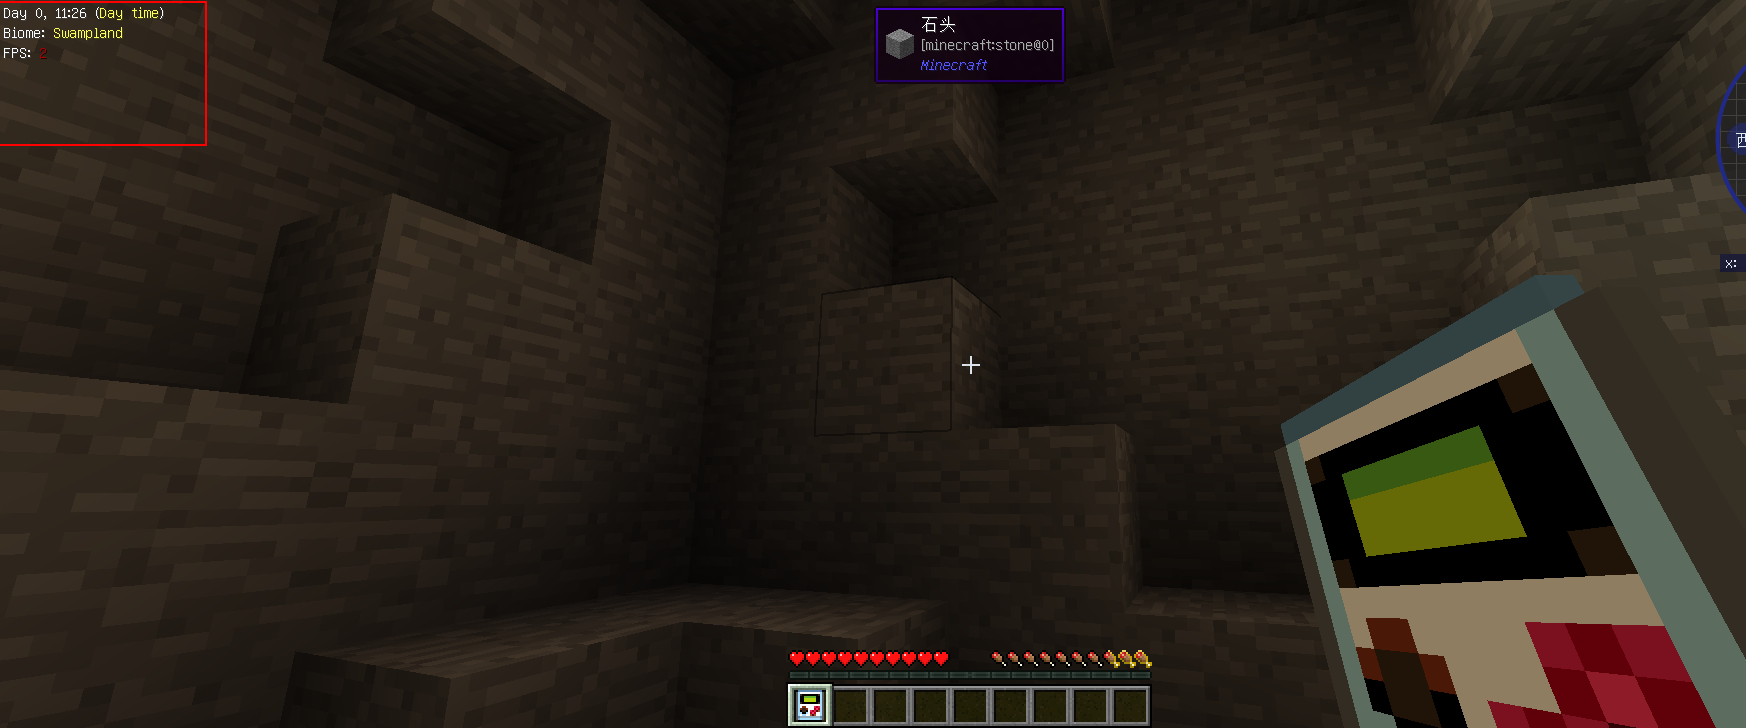 Day 0, 11:26 (Day time)
Biome: Swampland
FPS: 2
石头
[minecraft:stone@0]
Minecraft
西
x: